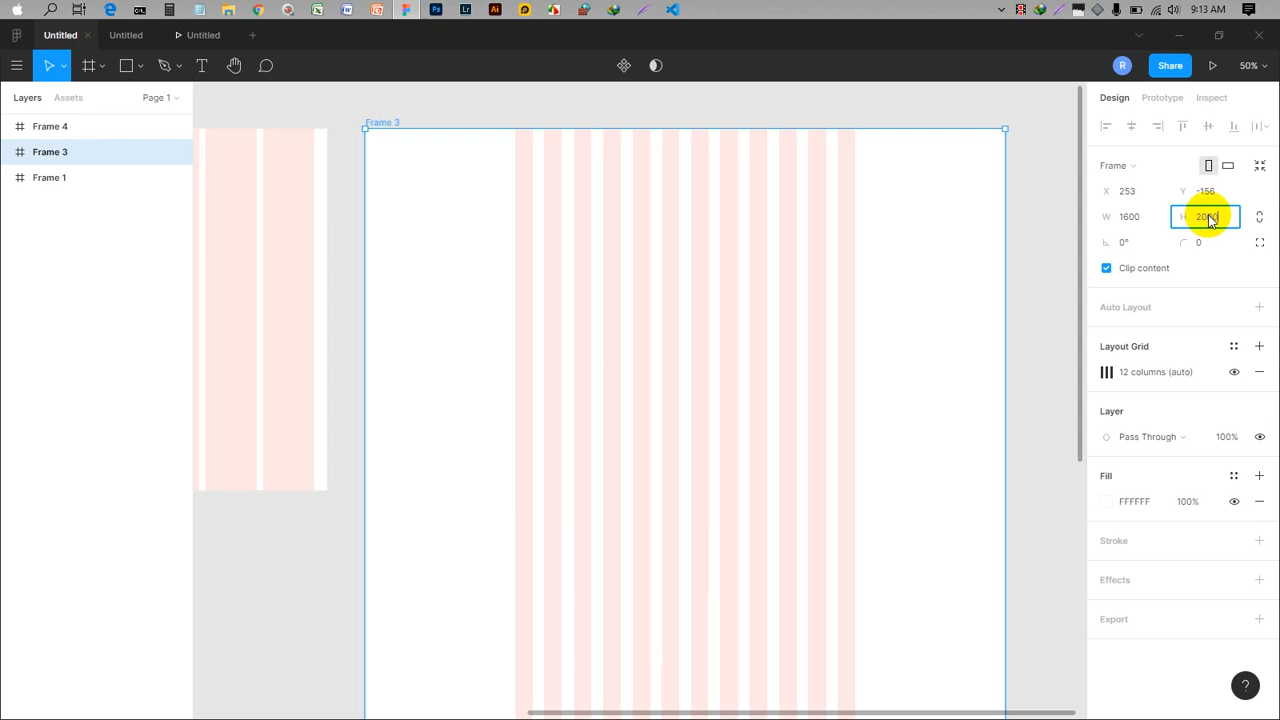 9:13 AM
Untitled
Untitled
Untitled
R
Share
50%
Layers
Assets
Page 1
Design
Prototype
Inspect
Frame 4
Frame 3
Frame 1
Frame 3
Frame
X 253
Y -156
W 1600
H 2000
0°
0
Clip content
Auto Layout
Layout Grid
12 columns (auto)
Layer
Pass Through
100%
Fill
FFFFFF
100%
Stroke
Effects
Export
?